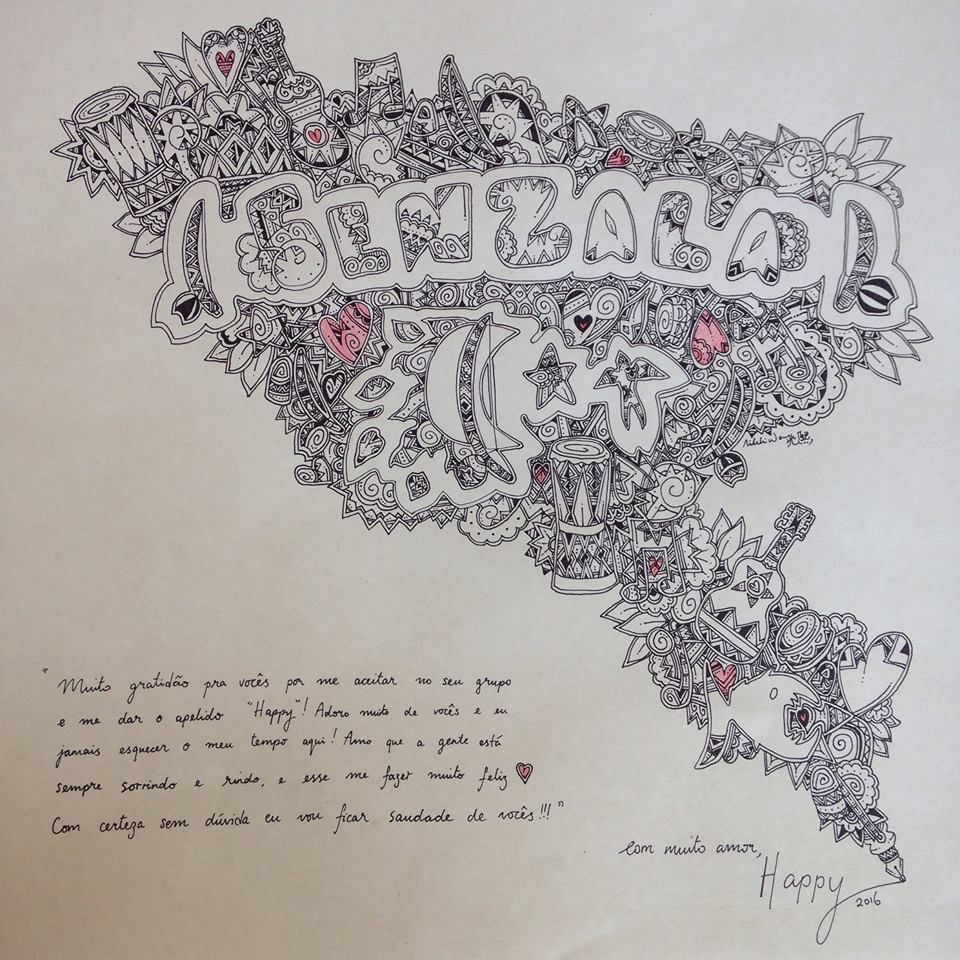 SENZALA
"Muito gratidão pra vocês por me aceitar no seu grupo
e me dar o apelido "Happy"! Adoro muito de vocês e eu
jamais esquecer o meu tempo aqui! Amo que a gente está
sempre sorrindo e rindo, e esse me fazer muito feliz
Com certeza sem dúvida eu vou ficar saudade de vocês!!!"
Com muito amor,
Happy
2016